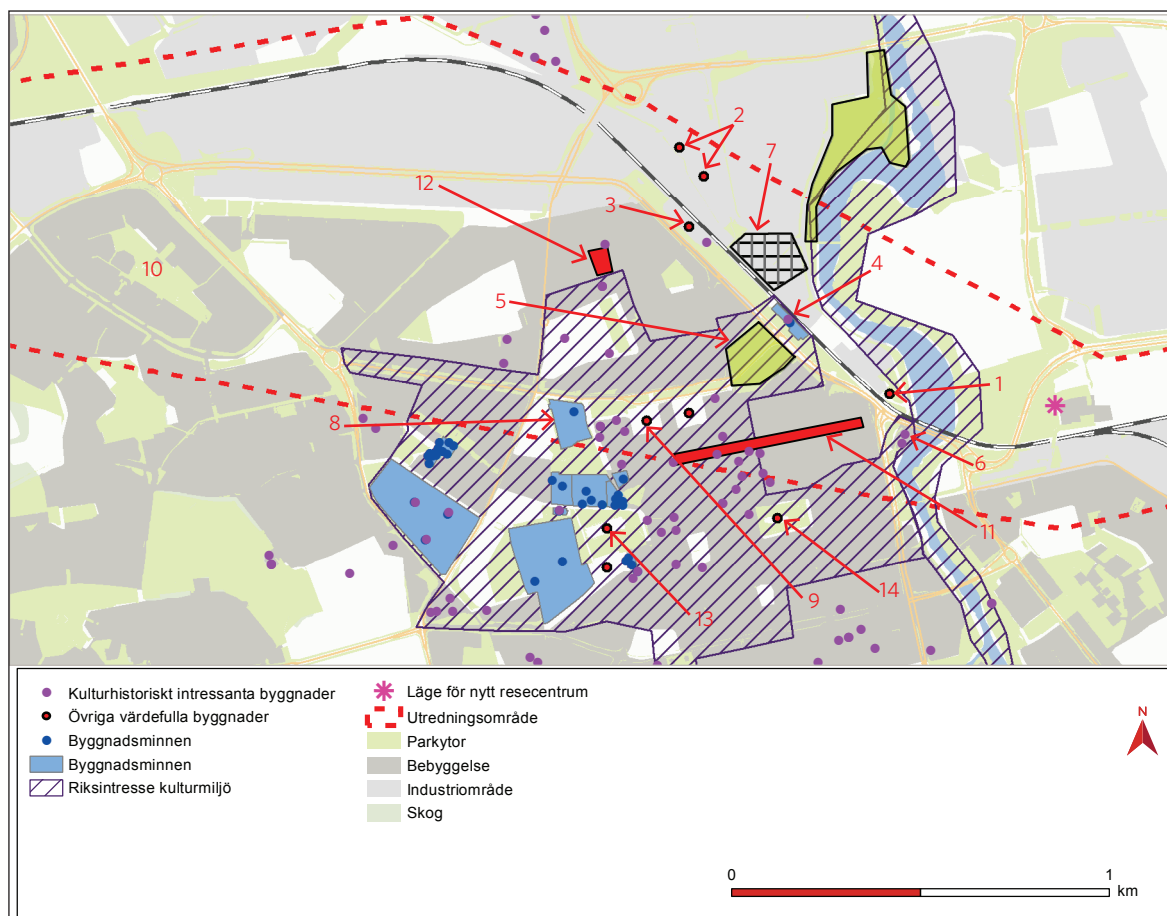 2
7
12
3
4
10
5
1
8
6
11
9
14
13
Kulturhistoriskt intressanta byggnader
Övriga värdefulla byggnader
Byggnadsminnen
Byggnadsminnen
Riksintresse kulturmiljö
Läge för nytt resecentrum
Utredningsområde
Parkytor
Bebyggelse
Industriområde
Skog
N
0
1
km